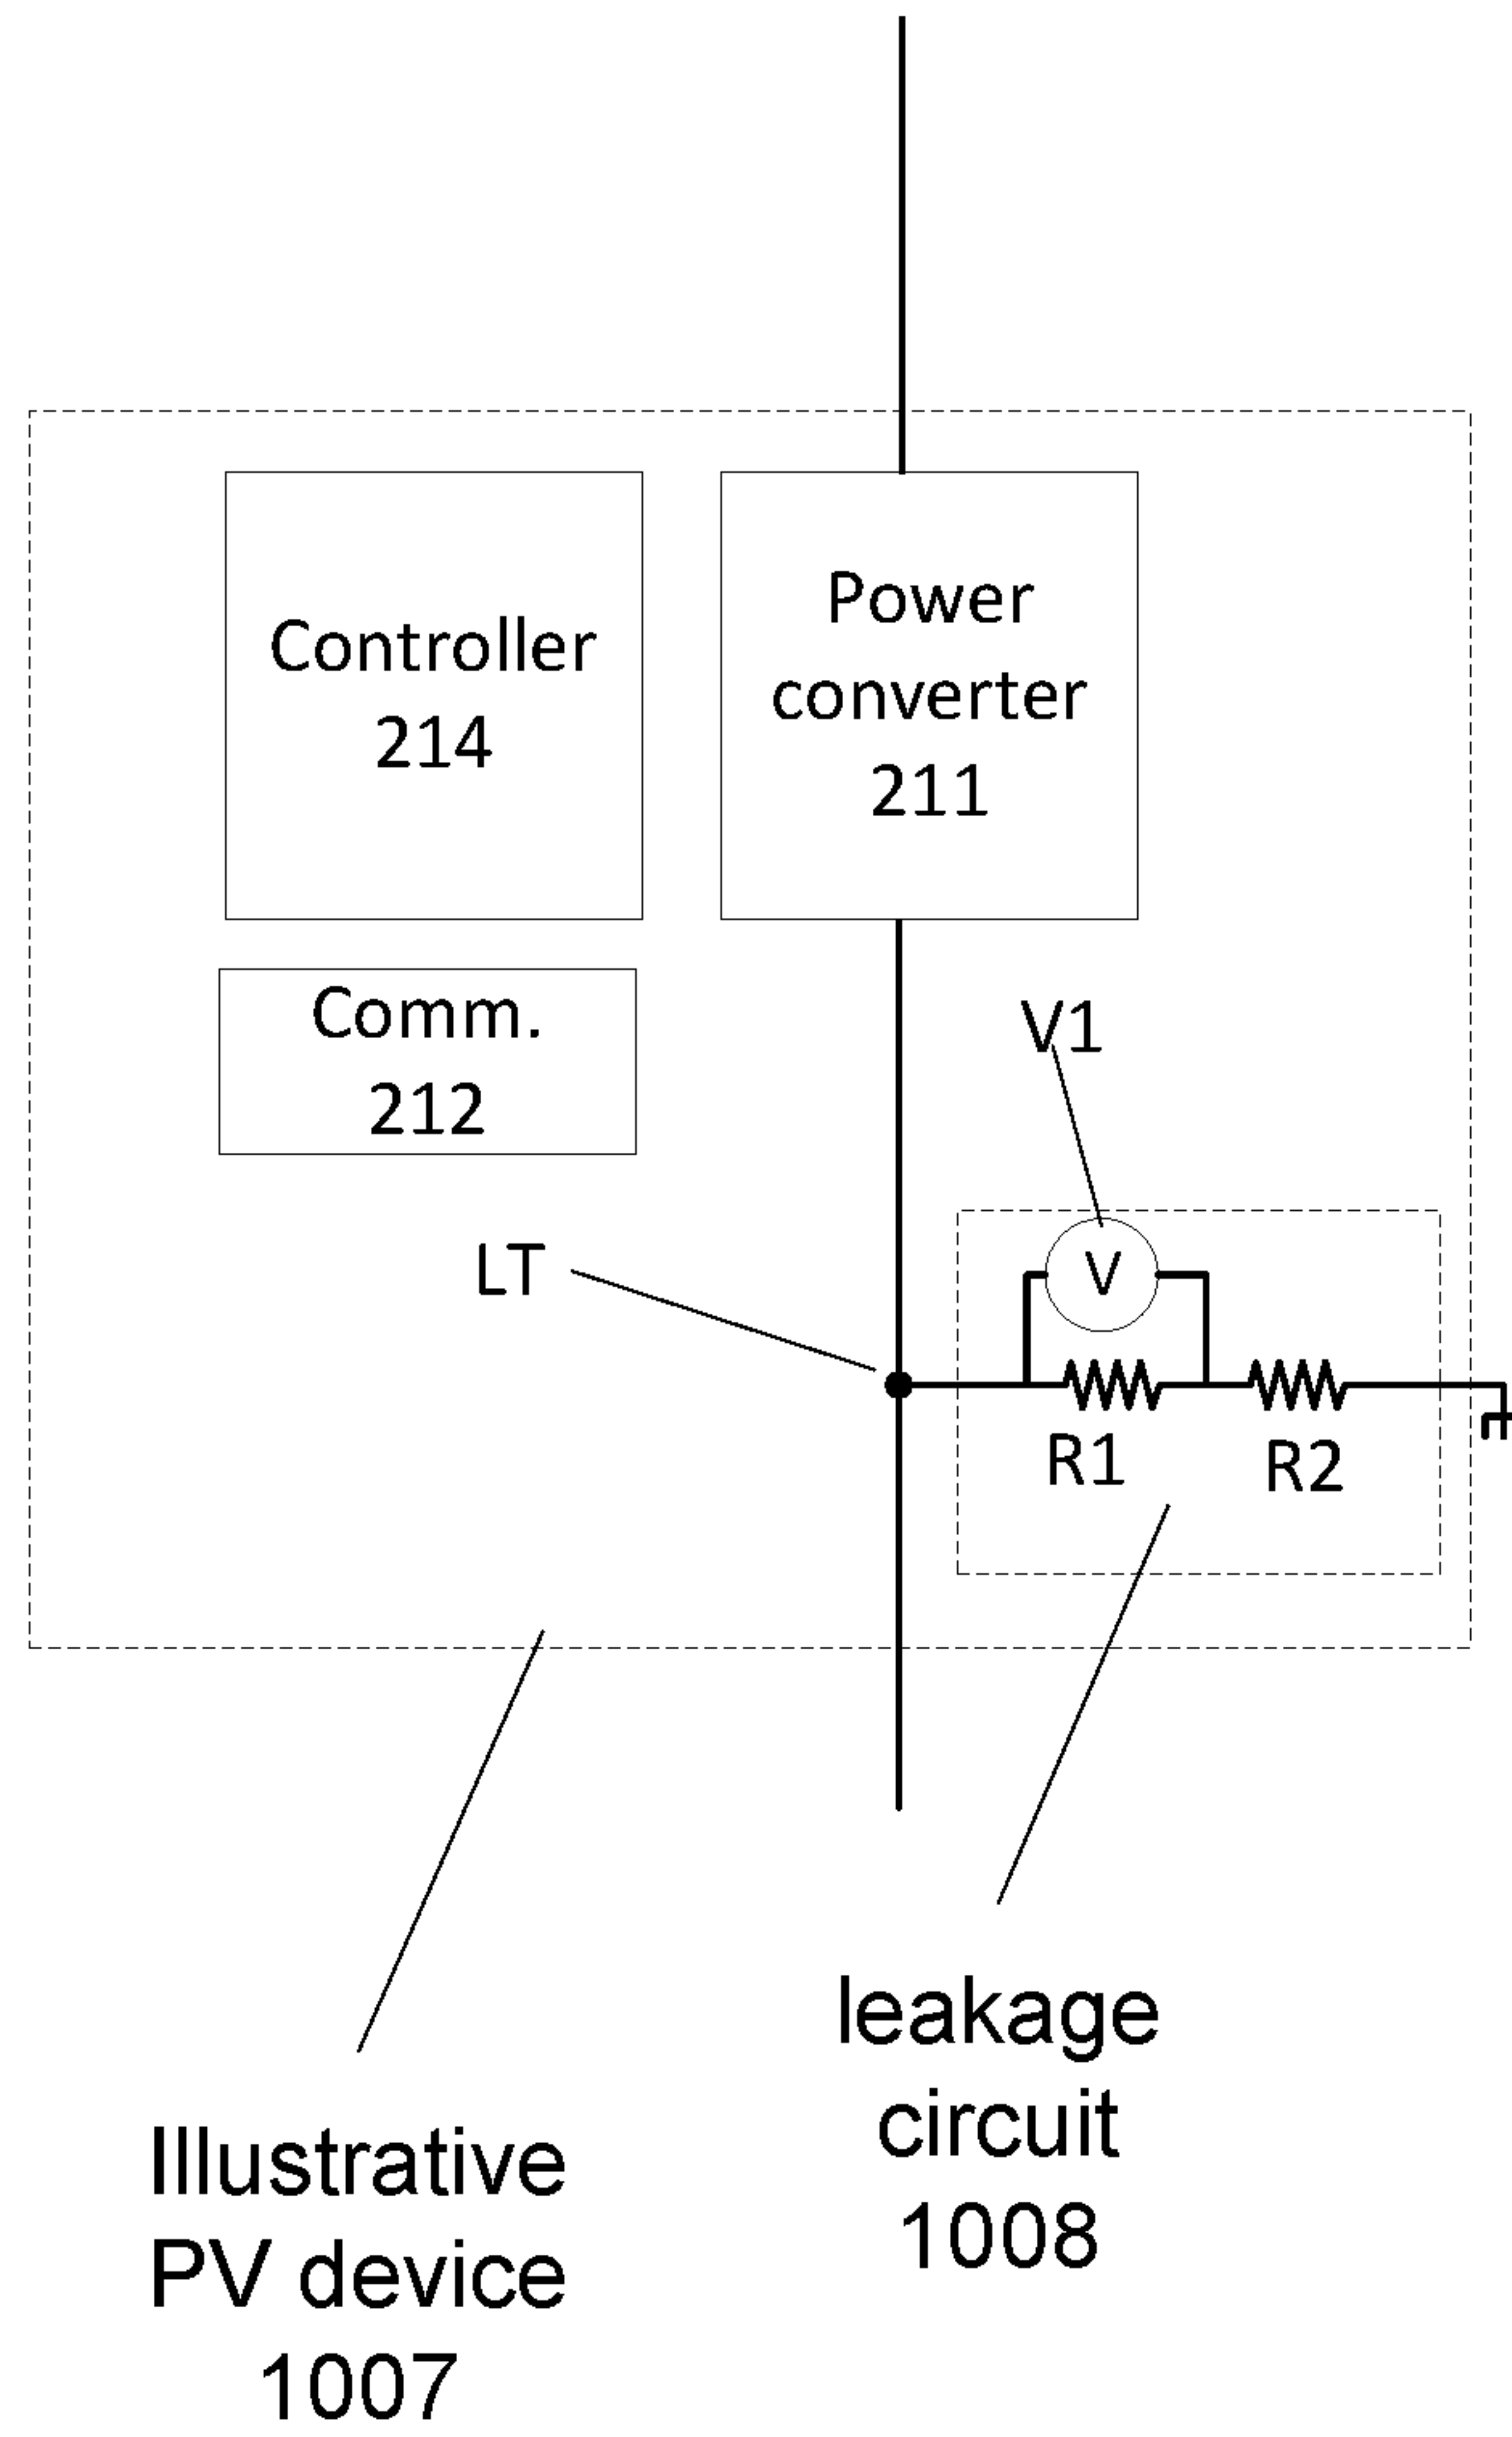 Controller
214
Power
converter
211
Comm.
212
V1
LT
V
R1
R2
leakage
circuit
1008
Illustrative
PV device
1007